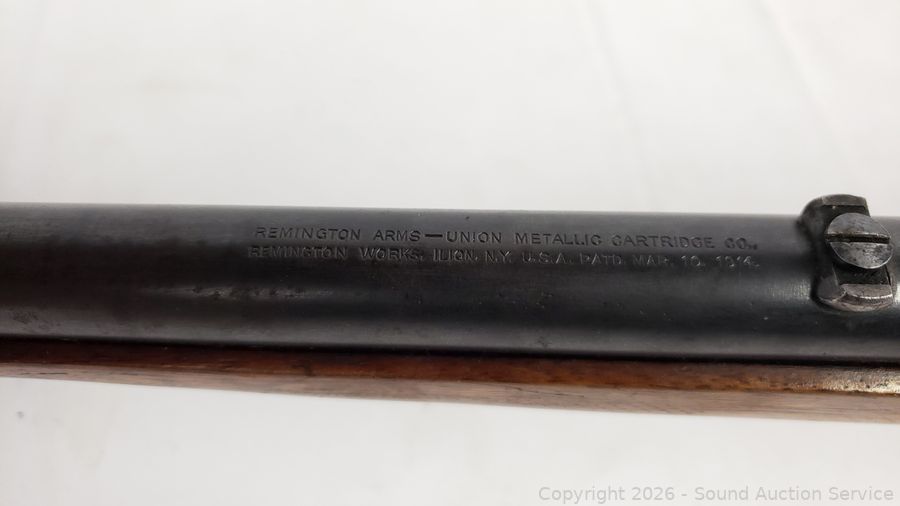 REMINGTON ARMS—UNION METALLIC CARTRIDGE CO.,
REMINGTON WORKS. ILION. N.Y. U.S.A. PAT'D. MAR. 10. 1914.
Copyright © 2026 - Sound Auction Service